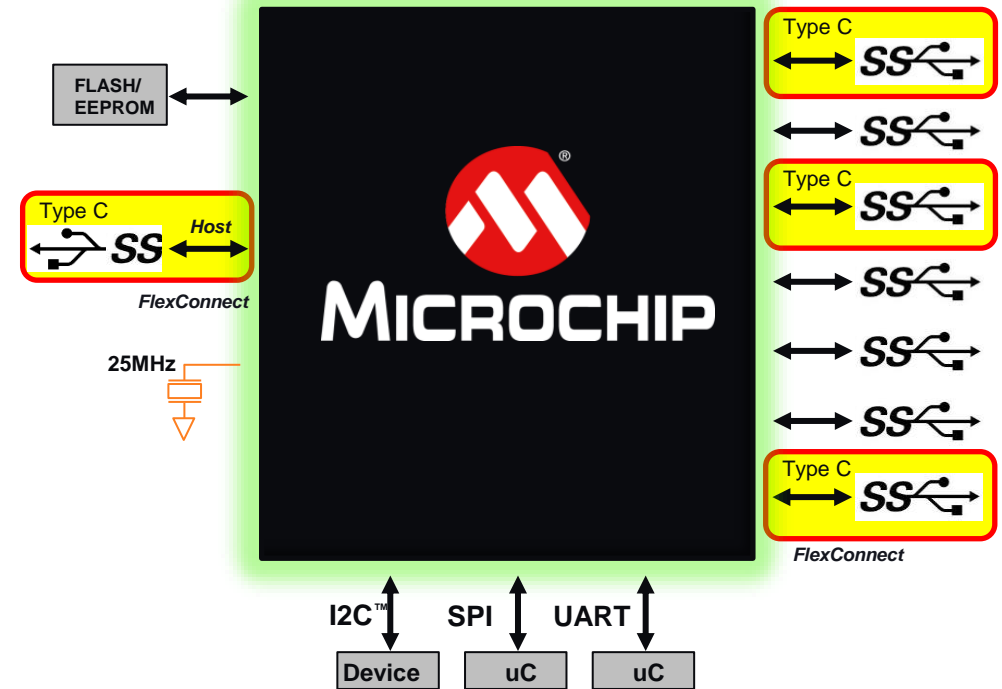 FLASH/
EEPROM
Type C
SS
Host
FlexConnect
25MHz
MICROCHIP
®
Type C
SS
SS
Type C
SS
SS
SS
SS
Type C
SS
FlexConnect
I2C™
SPI
UART
Device
uC
uC